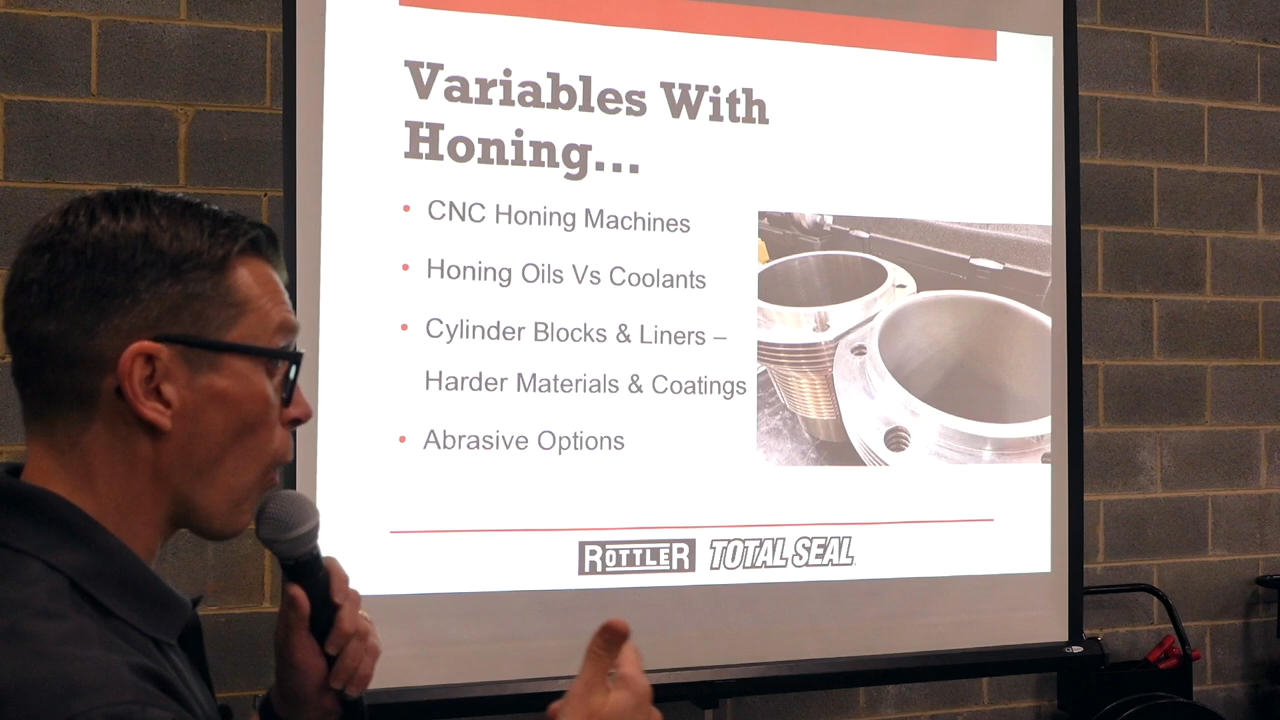 Variables With
Honing...
• CNC Honing Machines
• Honing Oils Vs Coolants
• Cylinder Blocks & Liners –
Harder Materials & Coatings
• Abrasive Options
ROTTLER TOTAL SEAL